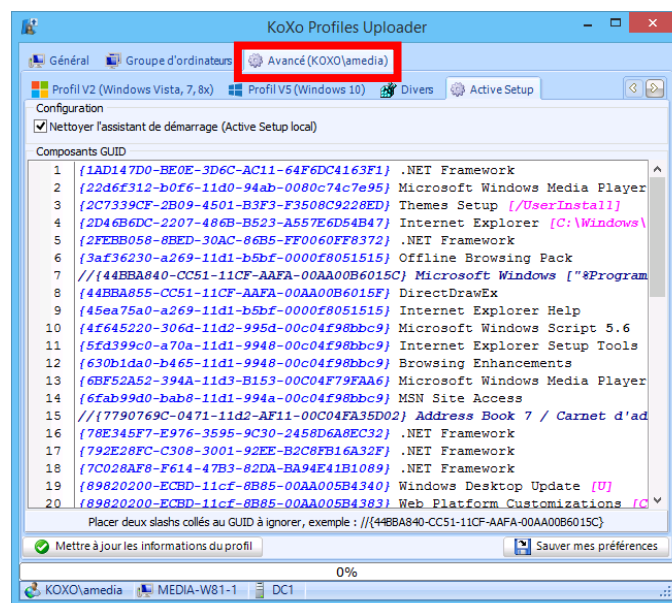 KoXo Profiles Uploader
Général Groupe d'ordinateurs Avancé (KOXO\amedia)
Profil V2 (Windows Vista, 7, 8x) Profil V5 (Windows 10) Divers Active Setup
Configuration
Nettoyer l'assistant de démarrage (Active Setup local)
Composants GUID
1 {1AD147D0-BE0E-3D6C-AC11-64F6DC4163F1} .NET Framework
2 {22d6f312-b0f6-11d0-94ab-0080c74c7e95} Microsoft Windows Media Player
3 {2C7339CF-2B09-4501-B3F3-F3508C9228ED} Themes Setup [/UserInstall]
4 {2D46B6DC-2207-486B-B523-A557E6D54B47} Internet Explorer [C:\Windows\
5 {2FEBB058-8BED-30AC-86B5-FF0060FF8372} .NET Framework
6 {3af36230-a269-11d1-b5bf-0000f8051515} Offline Browsing Pack
7 //{44BBA840-CC51-11CF-AAFA-00AA00B6015C} Microsoft Windows ["%Program
8 {44BBA855-CC51-11CF-AAFA-00AA00B6015F} DirectDrawEx
9 {45ea75a0-a269-11d1-b5bf-0000f8051515} Internet Explorer Help
10 {4f645220-306d-11d2-995d-00c04f98bbc9} Microsoft Windows Script 5.6
11 {5fd399c0-a70a-11d1-9948-00c04f98bbc9} Internet Explorer Setup Tools
12 {630b1da0-b465-11d1-9948-00c04f98bbc9} Browsing Enhancements
13 {6BF52A52-394A-11d3-B153-00C04F79FAA6} Microsoft Windows Media Player
14 {6fab99d0-bab8-11d1-994a-00c04f98bbc9} MSN Site Access
15 //{7790769C-0471-11d2-AF11-00C04FA35D02} Address Book 7 / Carnet d'ad
16 {78E345F7-E976-3595-9C30-2458D6A8EC32} .NET Framework
17 {792E28FC-C308-3001-92EE-B2C8FB16A32F} .NET Framework
18 {7C028AF8-F614-47B3-82DA-BA94E41B1089} .NET Framework
19 {89820200-ECBD-11cf-8B85-00AA005B4340} Windows Desktop Update [U]
20 {89820200-ECBD-11cf-8B85-00AA005B4383} Web Platform Customizations [C
Placer deux slashs collés au GUID à ignorer, exemple : //{44BBA840-CC51-11CF-AAFA-00AA00B6015C}
Mettre à jour les informations du profil Sauver mes préférences
0%
KOXO\amedia MEDIA-W81-1 DC1